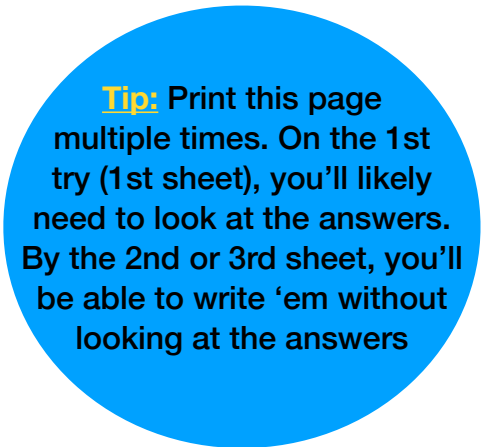 Tip: Print this page
multiple times. On the 1st
try (1st sheet), you’ll likely
need to look at the answers.
By the 2nd or 3rd sheet, you’ll
be able to write ‘em without
looking at the answers